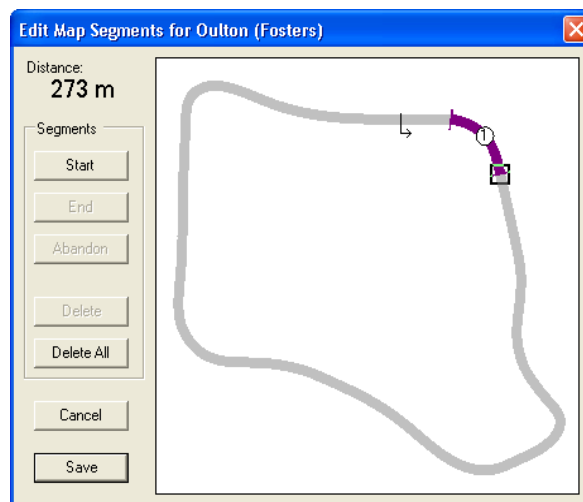 Edit Map Segments for Oulton (Fosters)
Distance:
273 m
Segments
Start
End
Abandon
Delete
Delete All
Cancel
Save
1